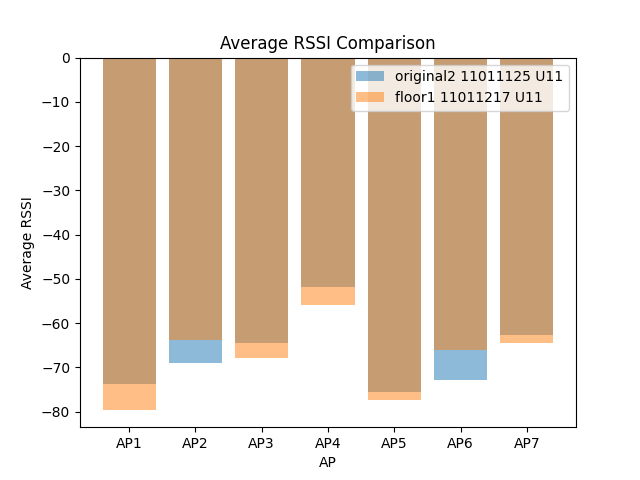 Average RSSI Comparison
original2 11011125 U11
floor1 11011217 U11
0
−10
−20
−30
−40
−50
−60
−70
−80
Average RSSI
AP1 AP2 AP3 AP4 AP5 AP6 AP7
AP